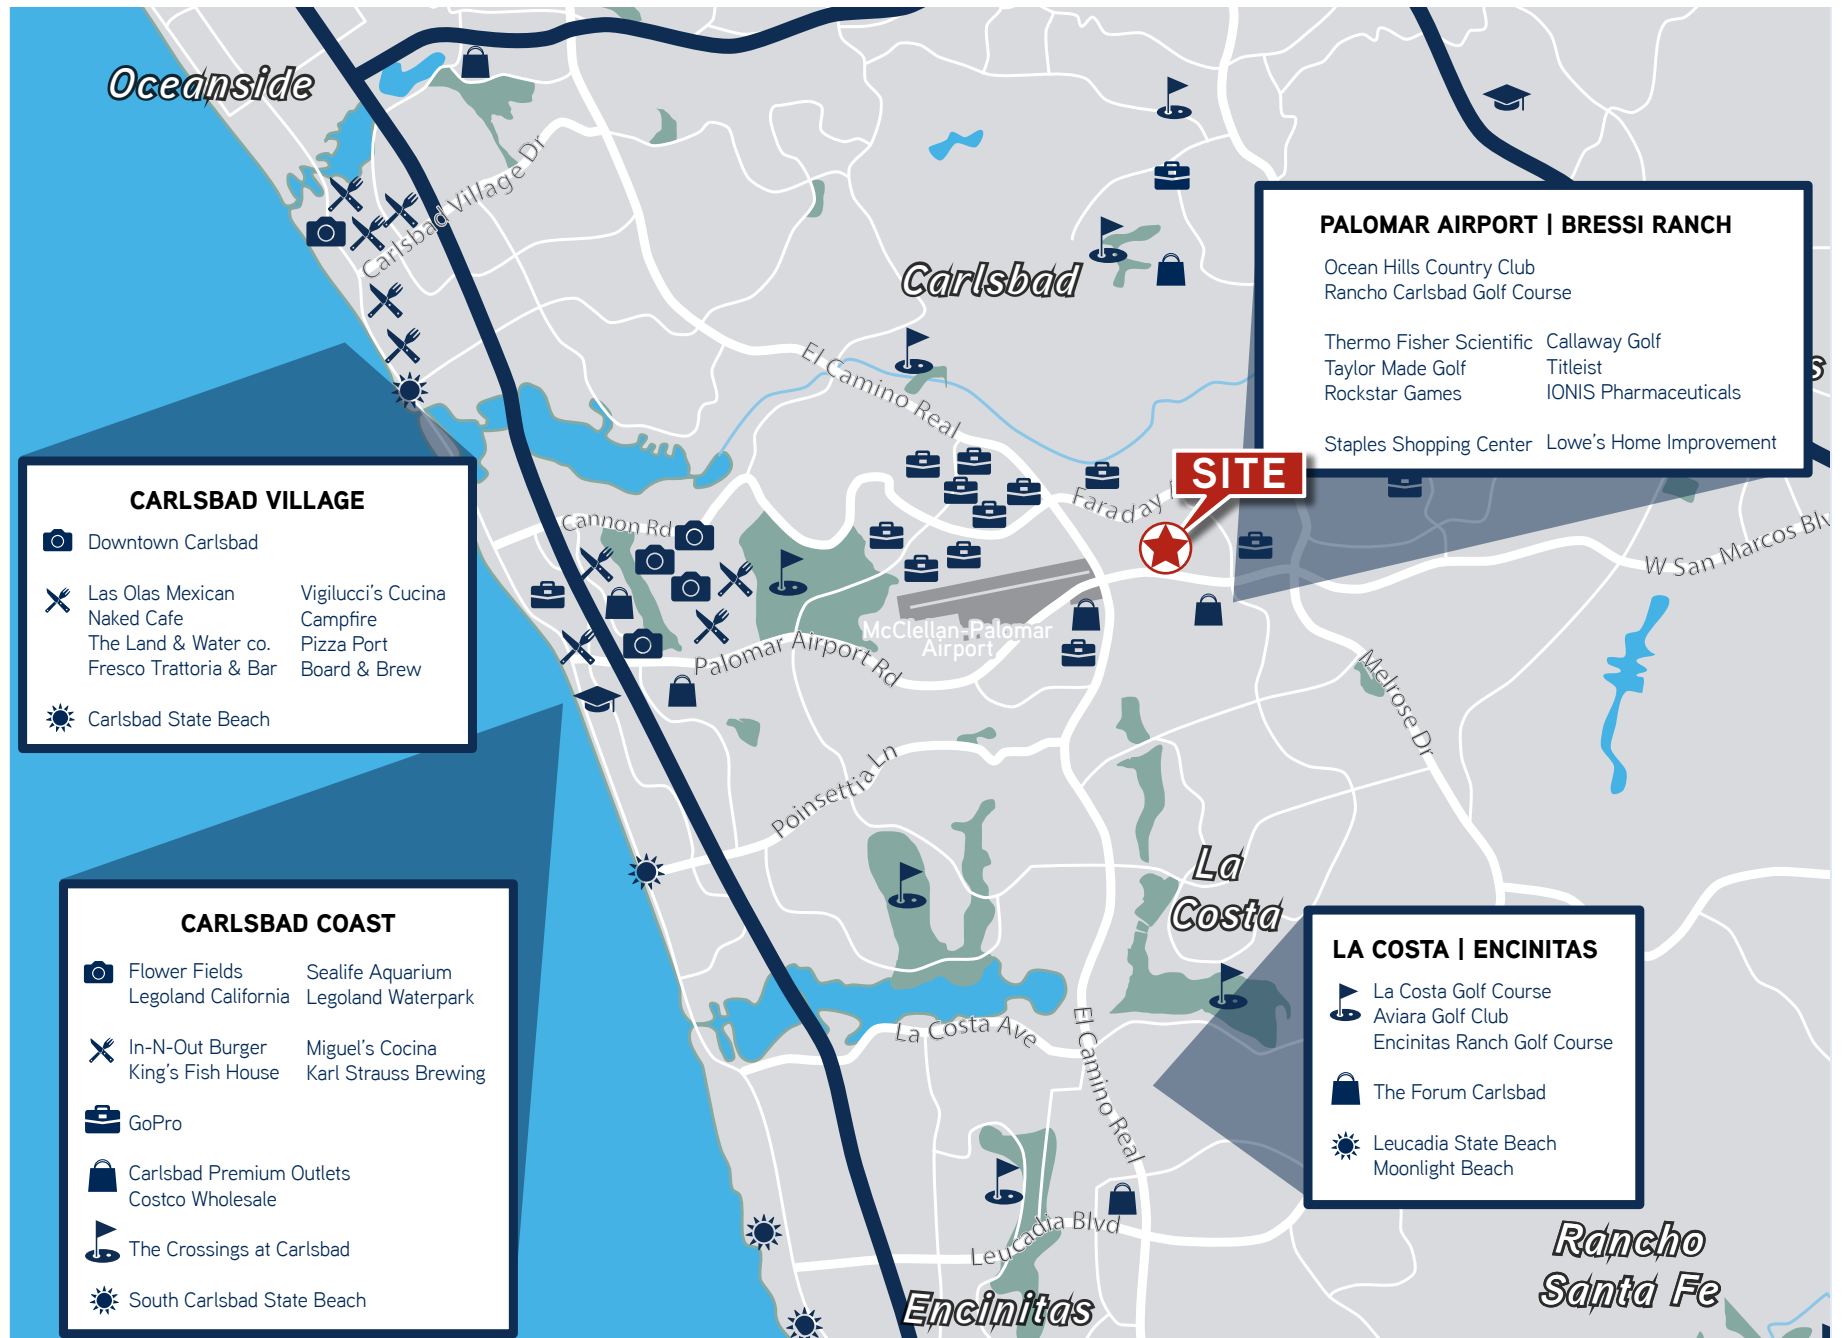 Oceanside
Carlsbad Village Dr
Carlsbad
El Camino Real
PALOMAR AIRPORT | BRESSI RANCH
Ocean Hills Country Club
Rancho Carlsbad Golf Course
Thermo Fisher Scientific Callaway Golf
Taylor Made Golf Titleist
Rockstar Games IONIS Pharmaceuticals
Staples Shopping Center Lowe's Home Improvement
s
SITE
Faraday
W San Marcos Blv
CARLSBAD VILLAGE
Downtown Carlsbad
Las Olas Mexican Vigilucci's Cucina
Naked Cafe Campfire
The Land & Water co. Pizza Port
Fresco Trattoria & Bar Board & Brew
Carlsbad State Beach
Cannon Rd
McClellan-Palomar
Airport
Palomar Airport Rd
Melrose Dr
Poinsettia Ln
La
Costa
CARLSBAD COAST
Flower Fields Sealife Aquarium
Legoland California Legoland Waterpark
In-N-Out Burger Miguel's Cocina
King's Fish House Karl Strauss Brewing
GoPro
Carlsbad Premium Outlets
Costco Wholesale
The Crossings at Carlsbad
South Carlsbad State Beach
La Costa Ave
El Camino Real
LA COSTA | ENCINITAS
La Costa Golf Course
Aviara Golf Club
Encinitas Ranch Golf Course
The Forum Carlsbad
Leucadia State Beach
Moonlight Beach
Leucadia Blvd
Encinitas
Rancho
Santa Fe